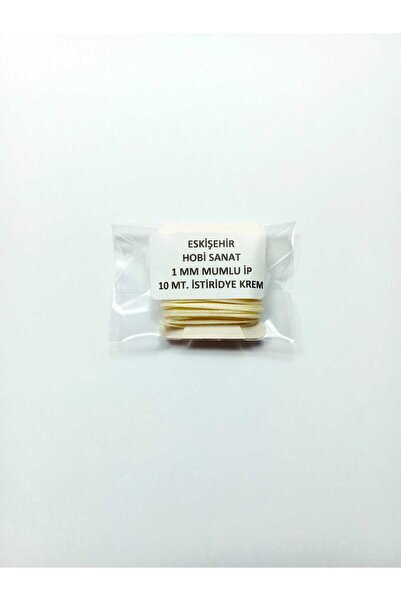 ESKİŞEHİR
HOBİ SANAT
1 MM MUMLU İP
10 MT. İSTİRİDYE KREM